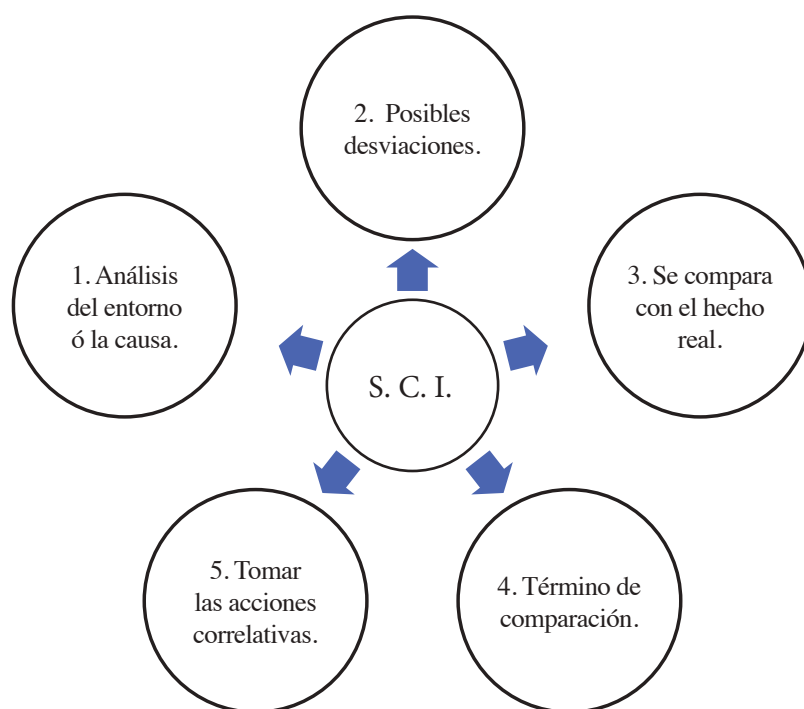 1. Análisis
del entorno
ó la causa.
2. Posibles
desviaciones.
3. Se compara
con el hecho
real.
4. Término de
comparación.
5. Tomar
las acciones
correlativas.
S. C. I.